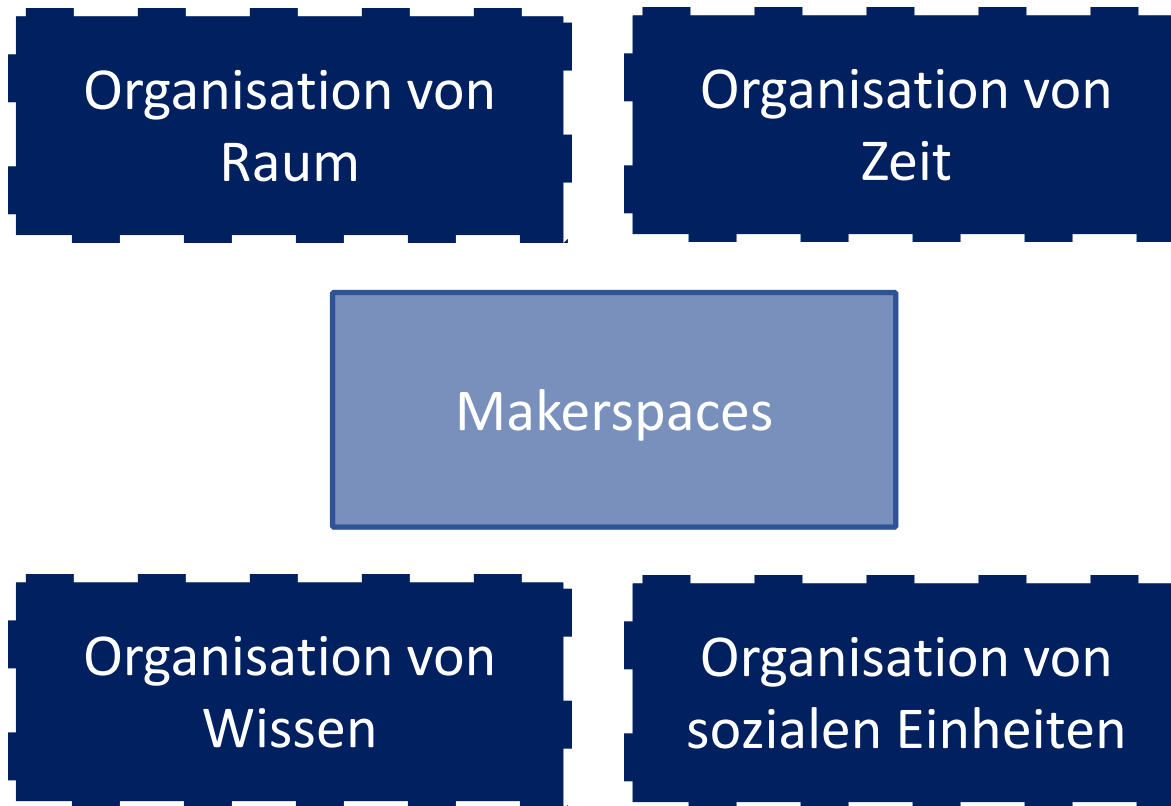 Organisation von
Raum
Organisation von
Zeit
Makerspaces
Organisation von
Wissen
Organisation von
sozialen Einheiten